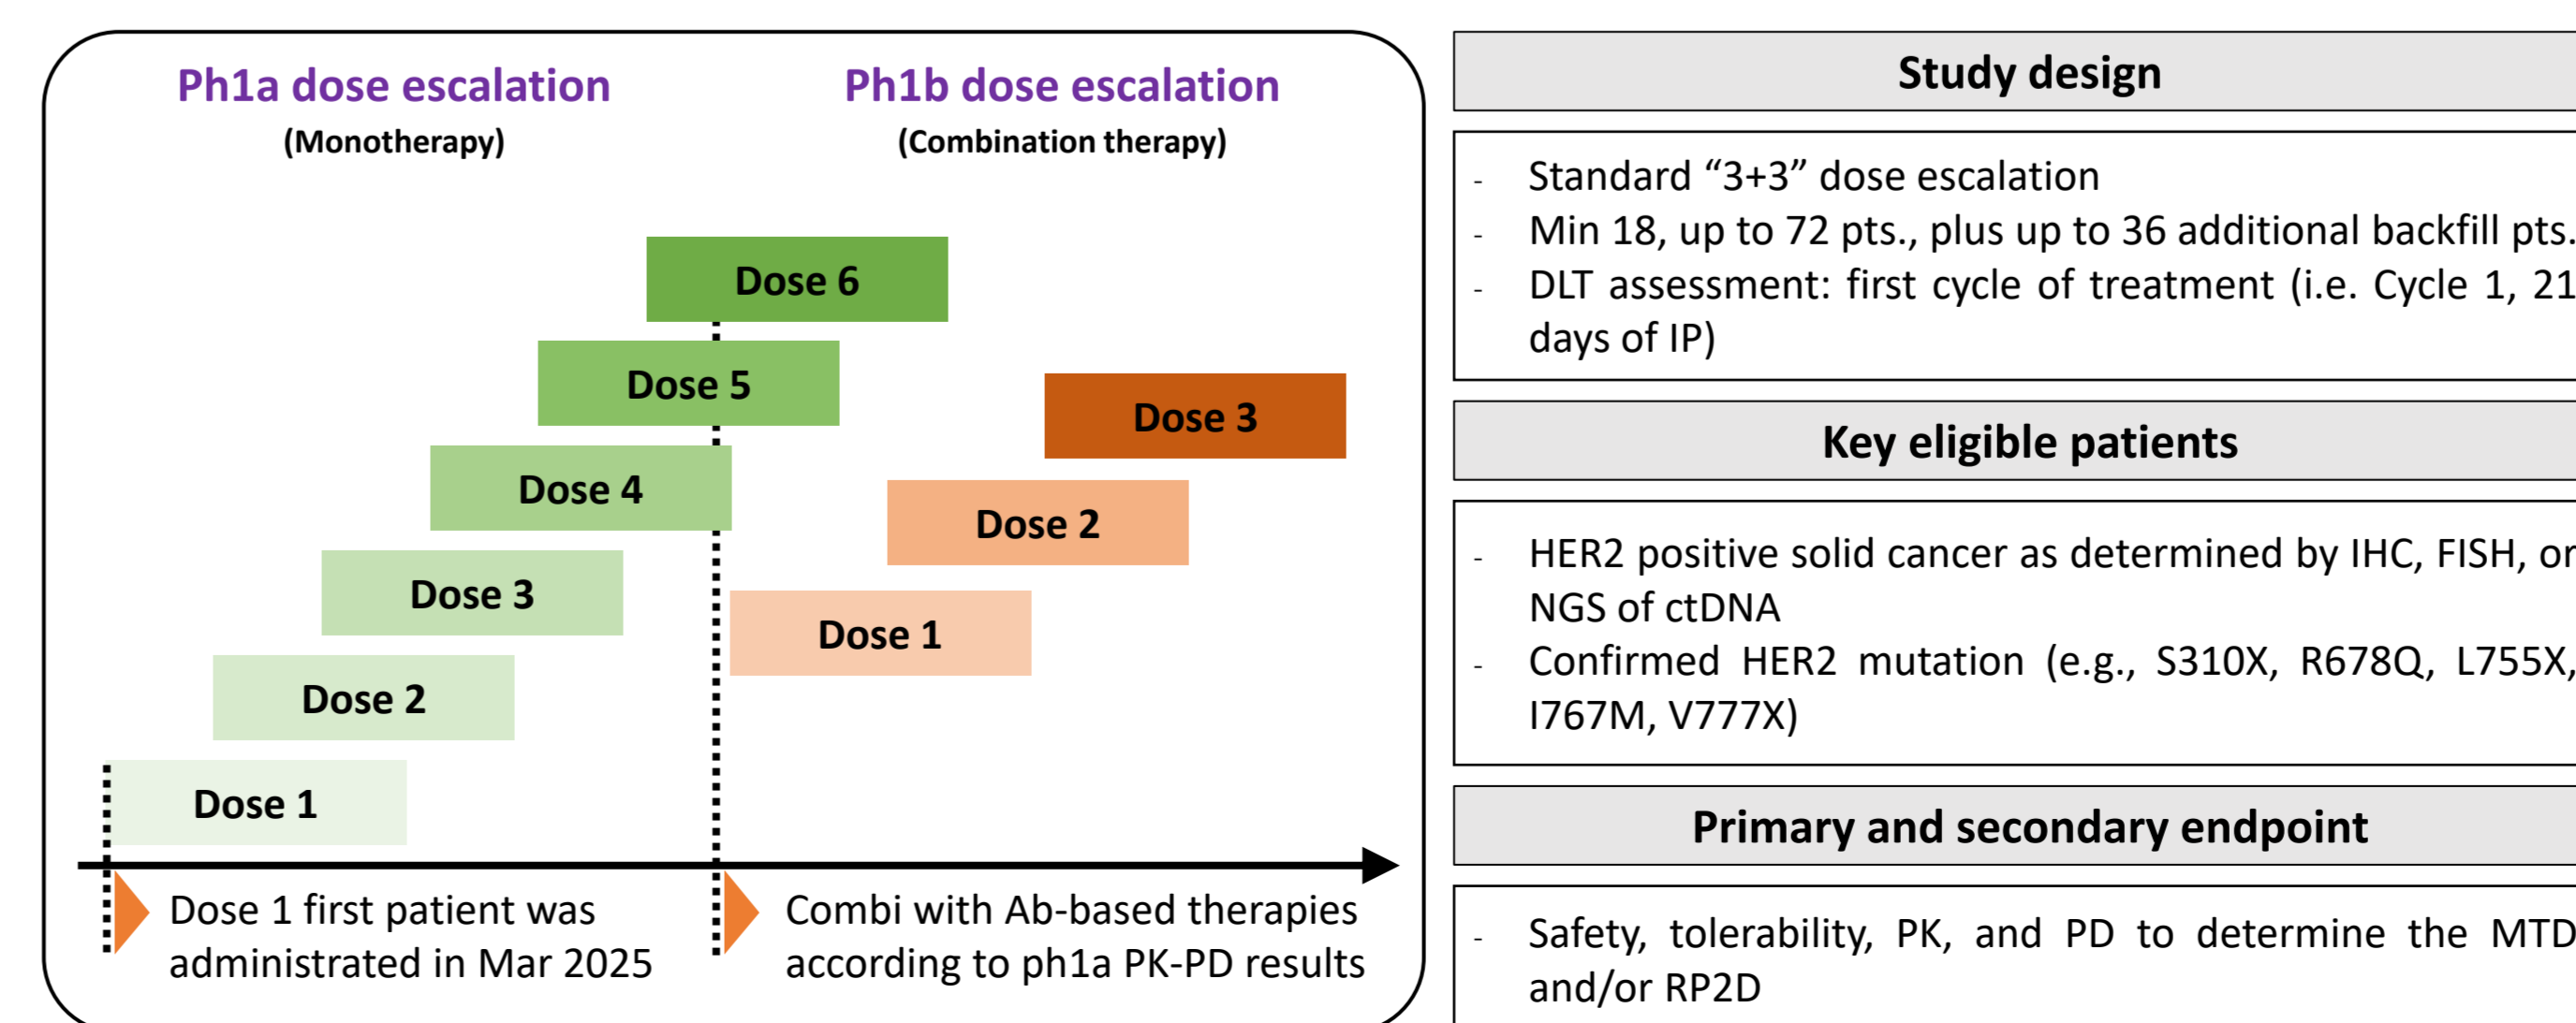 Ph1a dose escalation
(Monotherapy)
Ph1b dose escalation
(Combination therapy)
Dose 6
Dose 5
Dose 4
Dose 3
Dose 2
Dose 1
Dose 3
Dose 2
Dose 1
Dose 1 first patient was
administrated in Mar 2025
Combi with Ab-based therapies
according to ph1a PK-PD results
Study design
- Standard “3+3” dose escalation
- Min 18, up to 72 pts., plus up to 36 additional backfill pts.
- DLT assessment: first cycle of treatment (i.e. Cycle 1, 21
days of IP)
Key eligible patients
- HER2 positive solid cancer as determined by IHC, FISH, or
NGS of ctDNA
- Confirmed HER2 mutation (e.g., S310X, R678Q, L755X,
I767M, V777X)
Primary and secondary endpoint
- Safety, tolerability, PK, and PD to determine the MTD
and/or RP2D